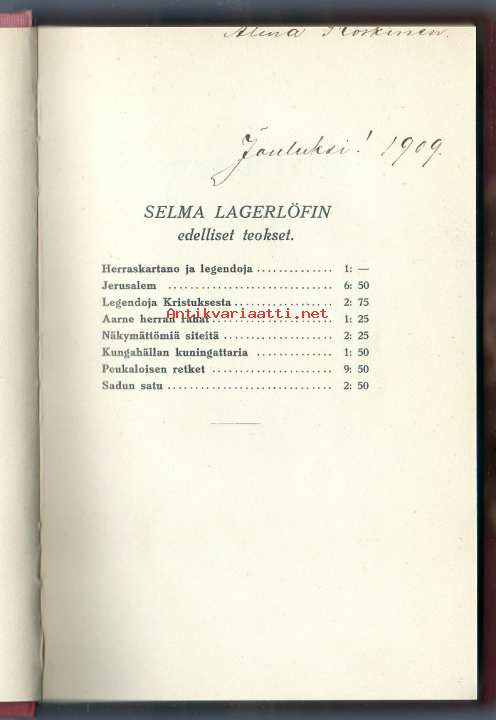 Alma Koskinen.
Jouluksi! 1909.
SELMA LAGERLÖFIN
edelliset teokset.
Herraskartano ja legendoja .............. 1: —
Jerusalem .............................. 6: 50
Legendoja Kristuksesta .................. 2: 75
Antikvariaatti.net
Aarne herran rahat ...................... 1: 25
Näkymättömiä siteitä .................... 2: 25
Kungahällan kuningattaria .............. 1: 50
Peukaloisen retket ...................... 9: 50
Sadun satu .............................. 2: 50